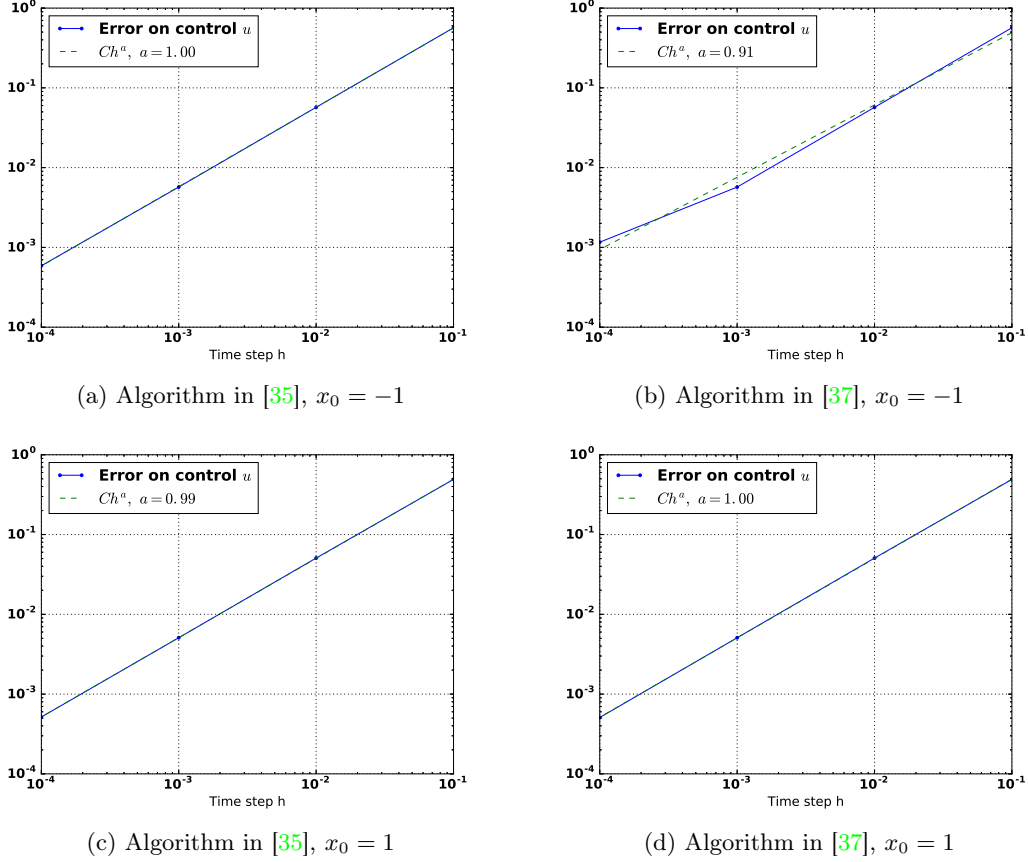 10^0
10^-1
10^-2
10^-3
10^-4
Error on control u
Ch^a, a=1.00
10^-4 10^-3 10^-2 10^-1
Time step h
(a) Algorithm in [35], x_0 = −1
10^0
10^-1
10^-2
10^-3
10^-4
Error on control u
Ch^a, a=0.91
10^-4 10^-3 10^-2 10^-1
Time step h
(b) Algorithm in [37], x_0 = −1
10^0
10^-1
10^-2
10^-3
10^-4
Error on control u
Ch^a, a=0.99
10^-4 10^-3 10^-2 10^-1
Time step h
(c) Algorithm in [35], x_0 = 1
10^0
10^-1
10^-2
10^-3
10^-4
Error on control u
Ch^a, a=1.00
10^-4 10^-3 10^-2 10^-1
Time step h
(d) Algorithm in [37], x_0 = 1